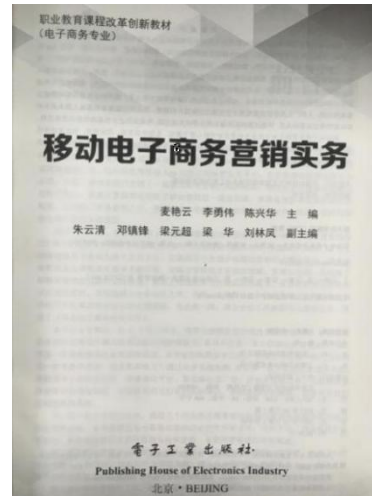 职业教育课程改革创新教材
（电子商务专业）
移动电子商务营销实务
麦艳云 李勇伟 陈兴华 主 编
朱云清 邓镇锋 梁元超 梁 华 刘林凤 副主编
电子工业出版社.
Publishing House of Electronics Industry
北京·BEIJING